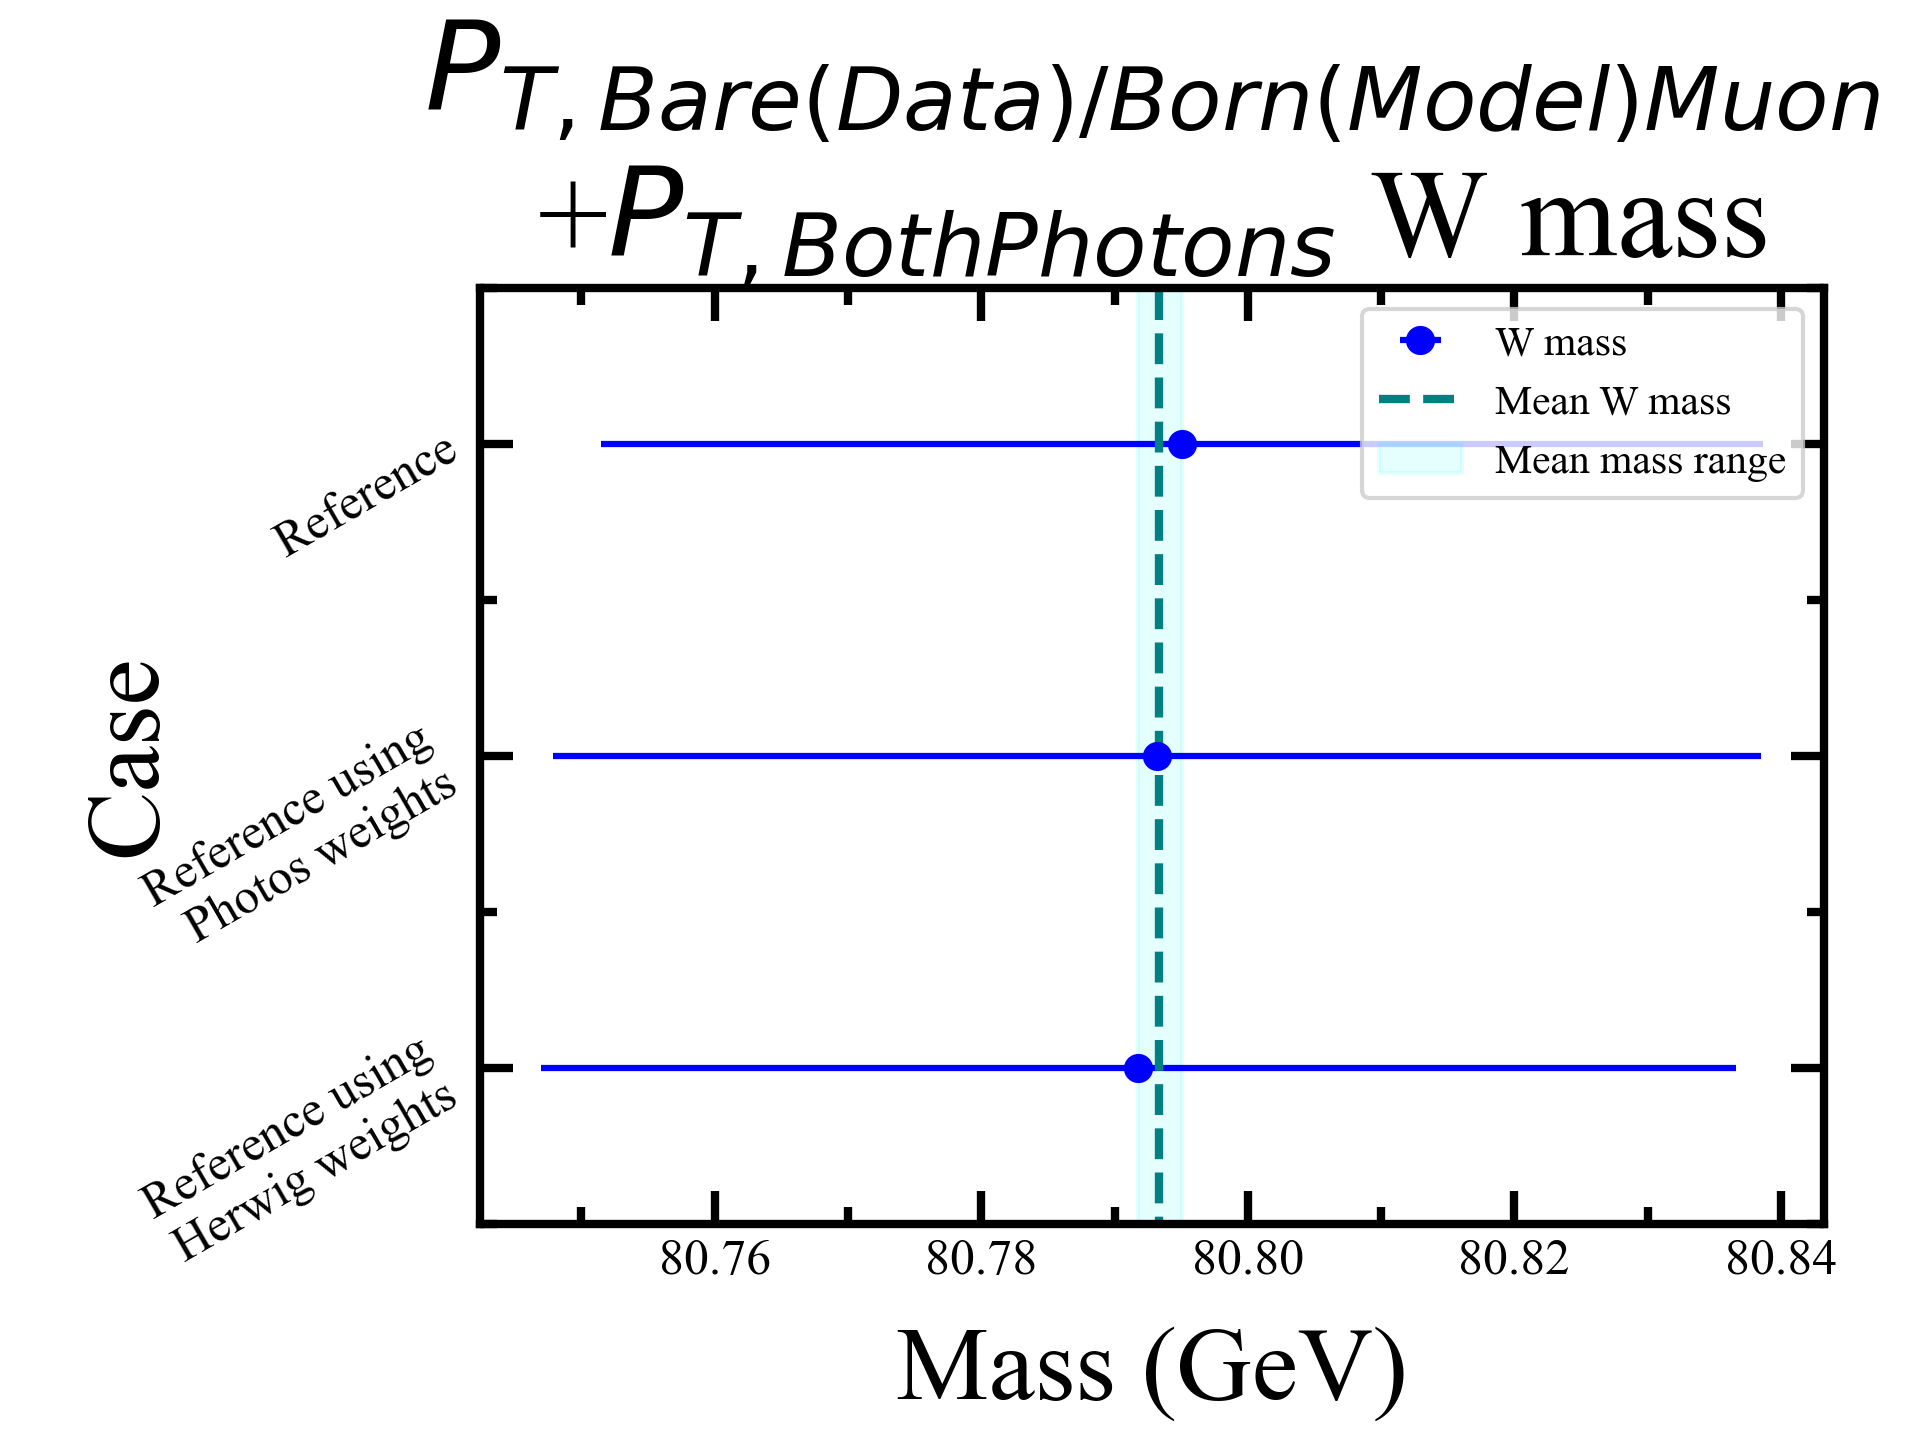 P_{T, Bare(Data)/Born(Model)Muon}
+P_{T, BothPhotons} W mass
W mass
Mean W mass
Mean mass range
Reference
Reference using
Photos weights
Reference using
Herwig weights
Case
80.76 80.78 80.80 80.82 80.84
Mass (GeV)